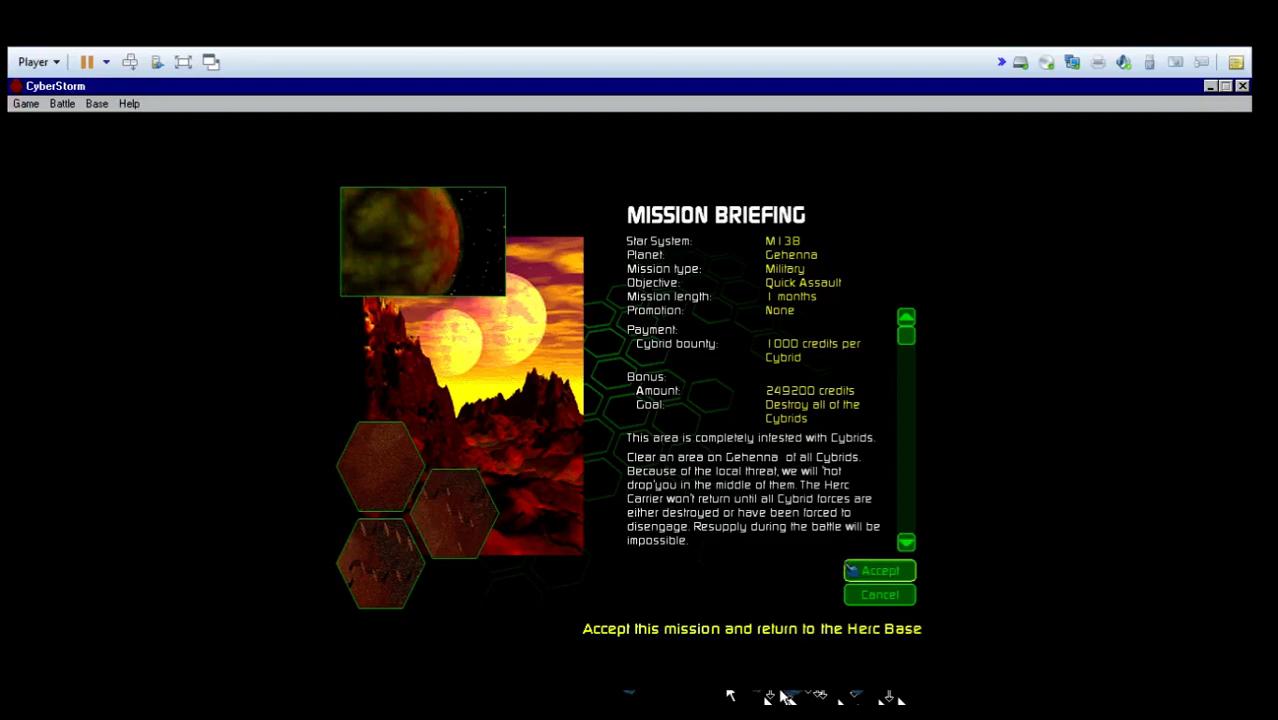 Player
CyberStorm
Game Battle Base Help
MISSION BRIEFING
Star System: M13B
Planet: Gehenna
Mission type: Military
Objective: Quick Assault
Mission length: 1 months
Promotion: None
Payment:
Cybrid bounty: 1000 credits per
Cybrid
Bonus:
Amount: 249200 credits
Goal: Destroy all of the
Cybrids
This area is completely infested with Cybrids.
Clear an area on Gehenna of all Cybrids.
Because of the local threat, we will 'hot
drop'you in the middle of them. The Herc
Carrier won't return until all Cybrid forces are
either destroyed or have been forced to
disengage. Resupply during the battle will be
impossible.
Accept
Cancel
Accept this mission and return to the Herc Base